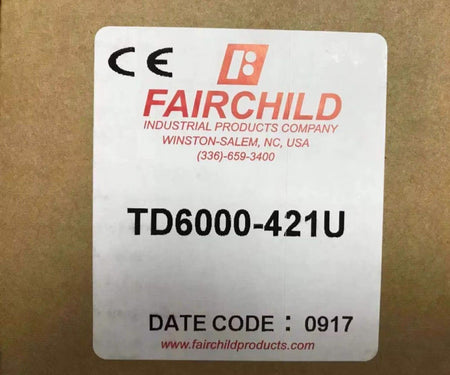 CE
FAIRCHILD
INDUSTRIAL PRODUCTS COMPANY
WINSTON-SALEM, NC, USA
(336)-659-3400
TD6000-421U
DATE CODE : 0917
www.fairchildproducts.com